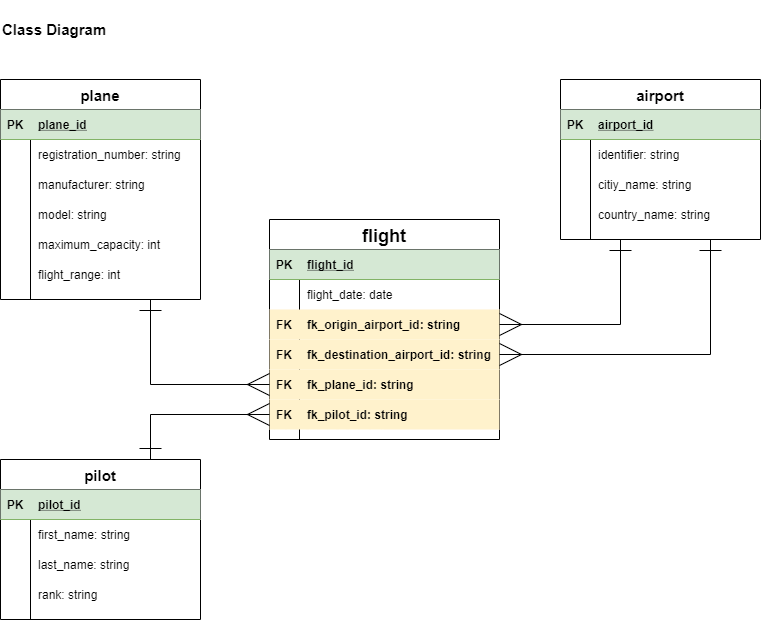 Class Diagram
plane
PK plane_id
registration_number: string
manufacturer: string
model: string
maximum_capacity: int
flight_range: int
airport
PK airport_id
identifier: string
citiy_name: string
country_name: string
flight
PK flight_id
flight_date: date
FK fk_origin_airport_id: string
FK fk_destination_airport_id: string
FK fk_plane_id: string
FK fk_pilot_id: string
pilot
PK pilot_id
first_name: string
last_name: string
rank: string